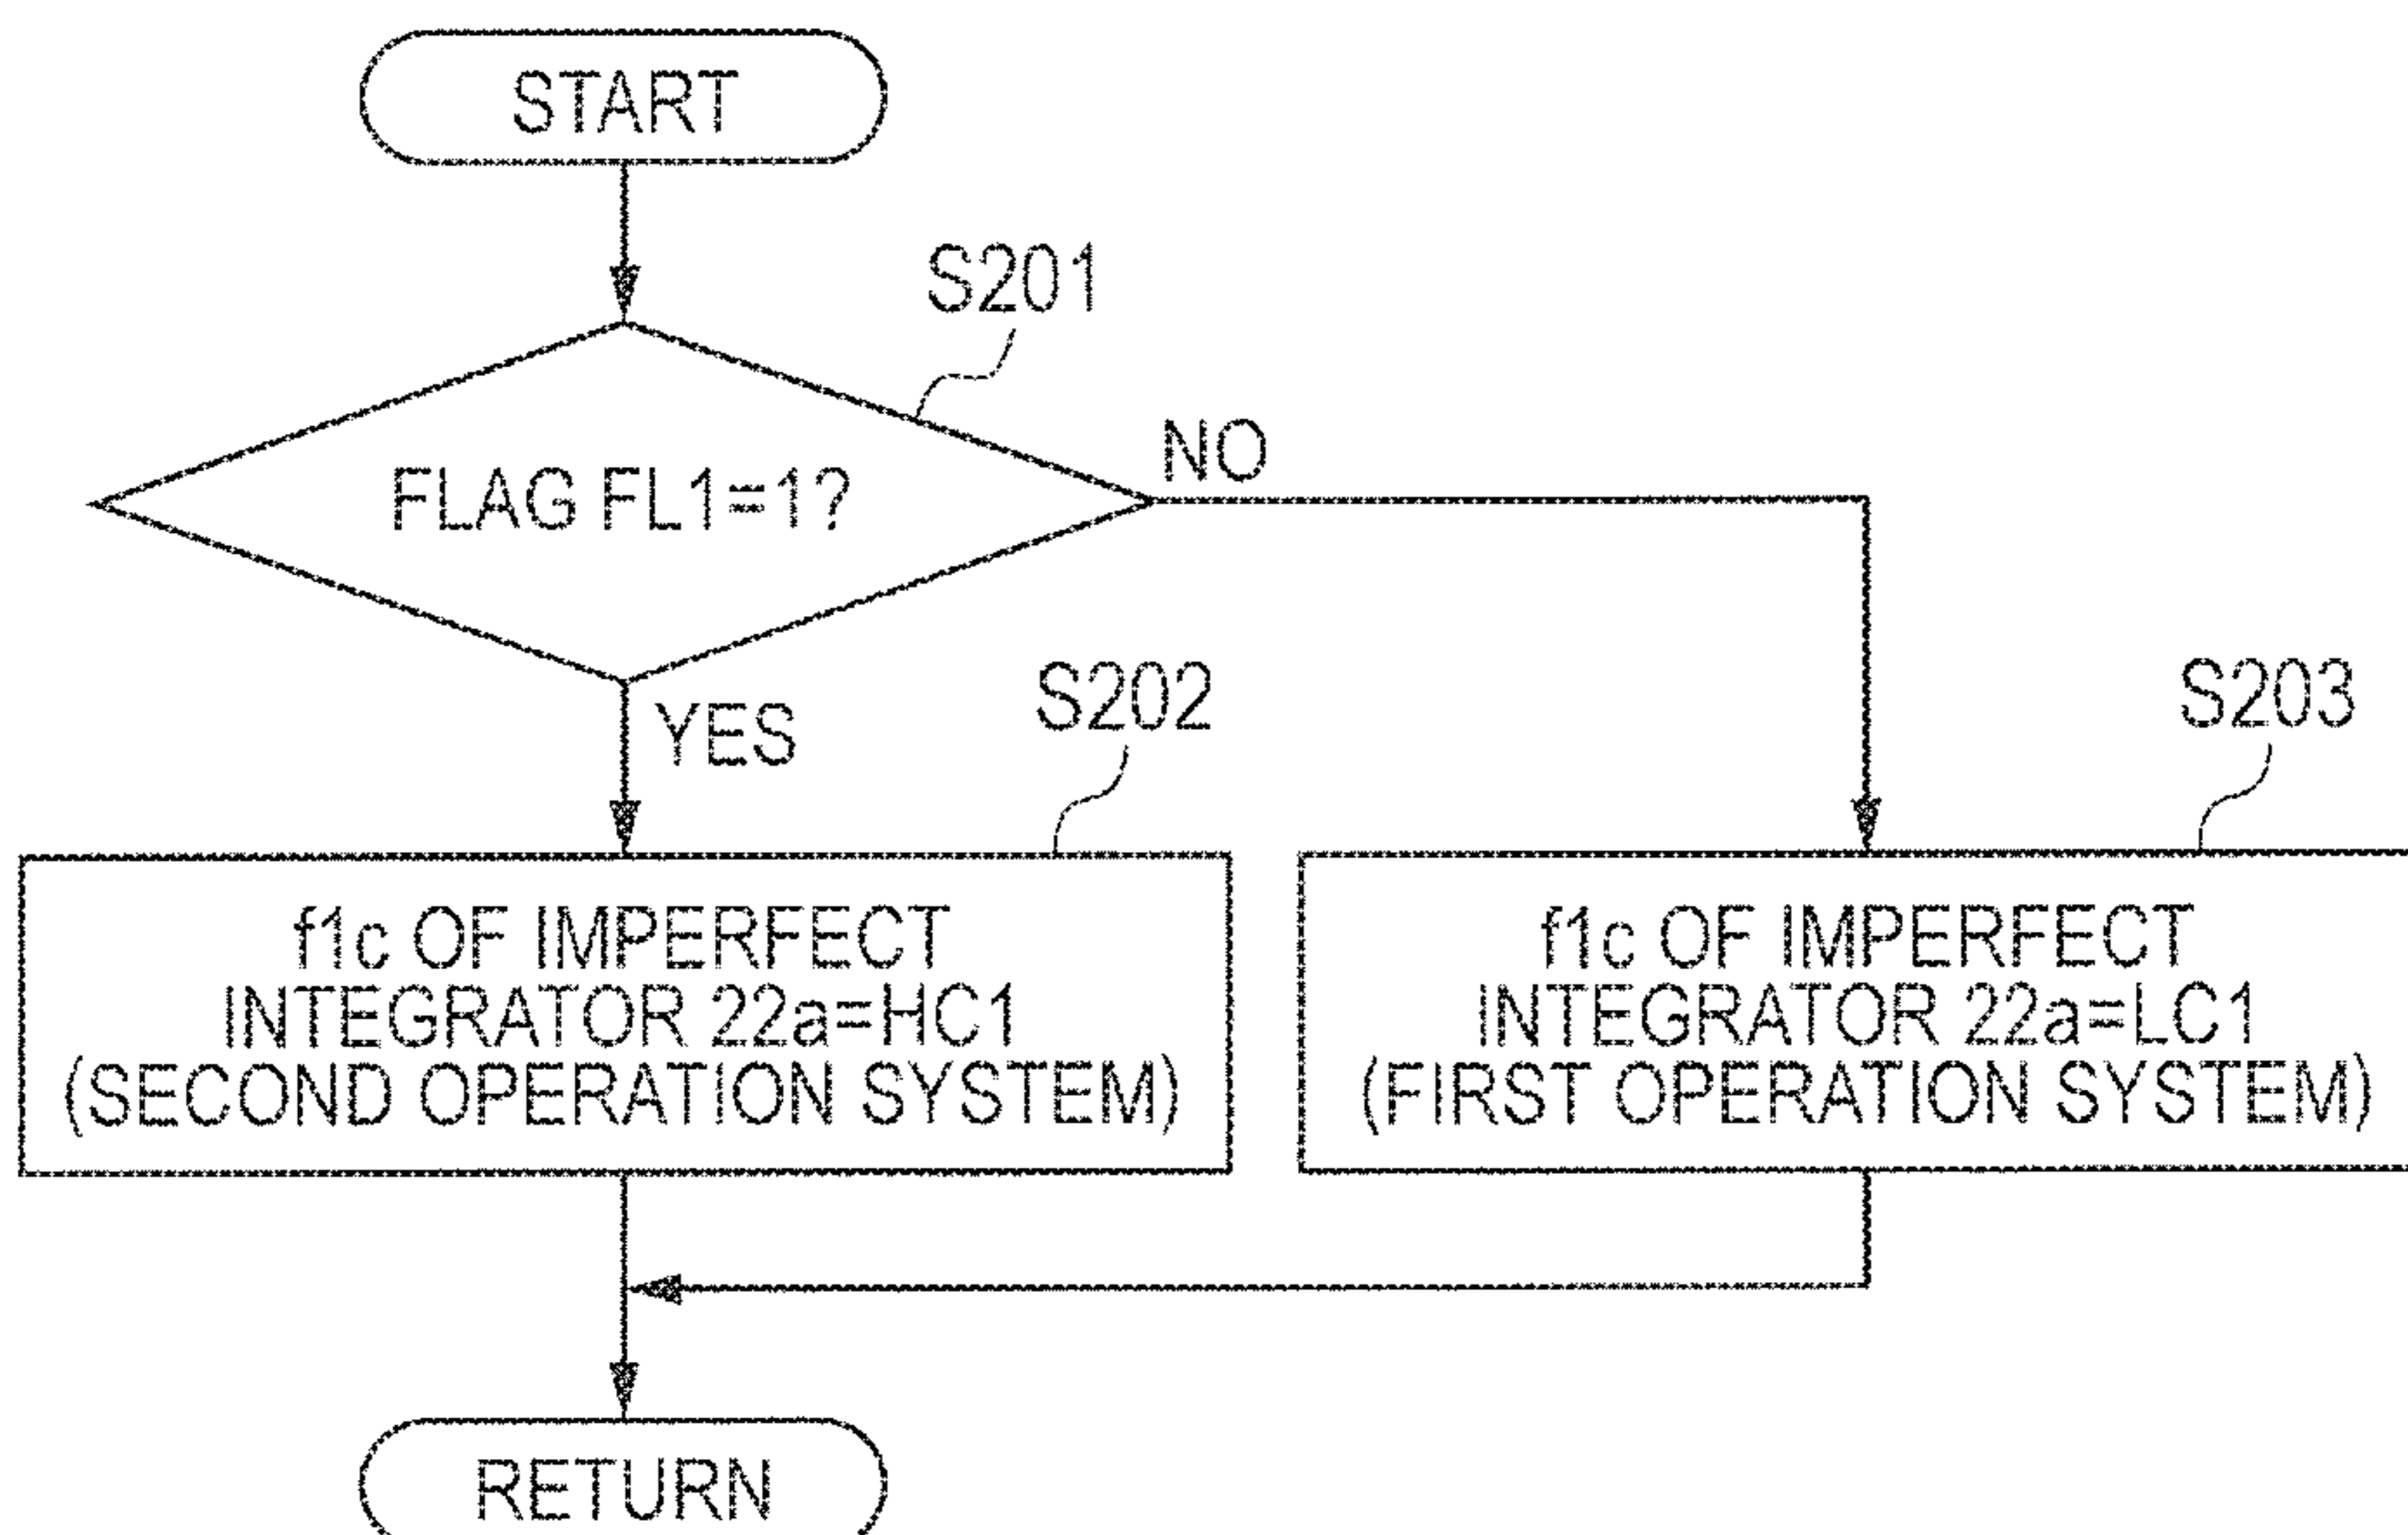 START
S201
FLAG FL1=1?
NO
YES
S202
S203
f1c OF IMPERFECT
INTEGRATOR 22a=HC1
(SECOND OPERATION SYSTEM)
f1c OF IMPERFECT
INTEGRATOR 22a=LC1
(FIRST OPERATION SYSTEM)
RETURN